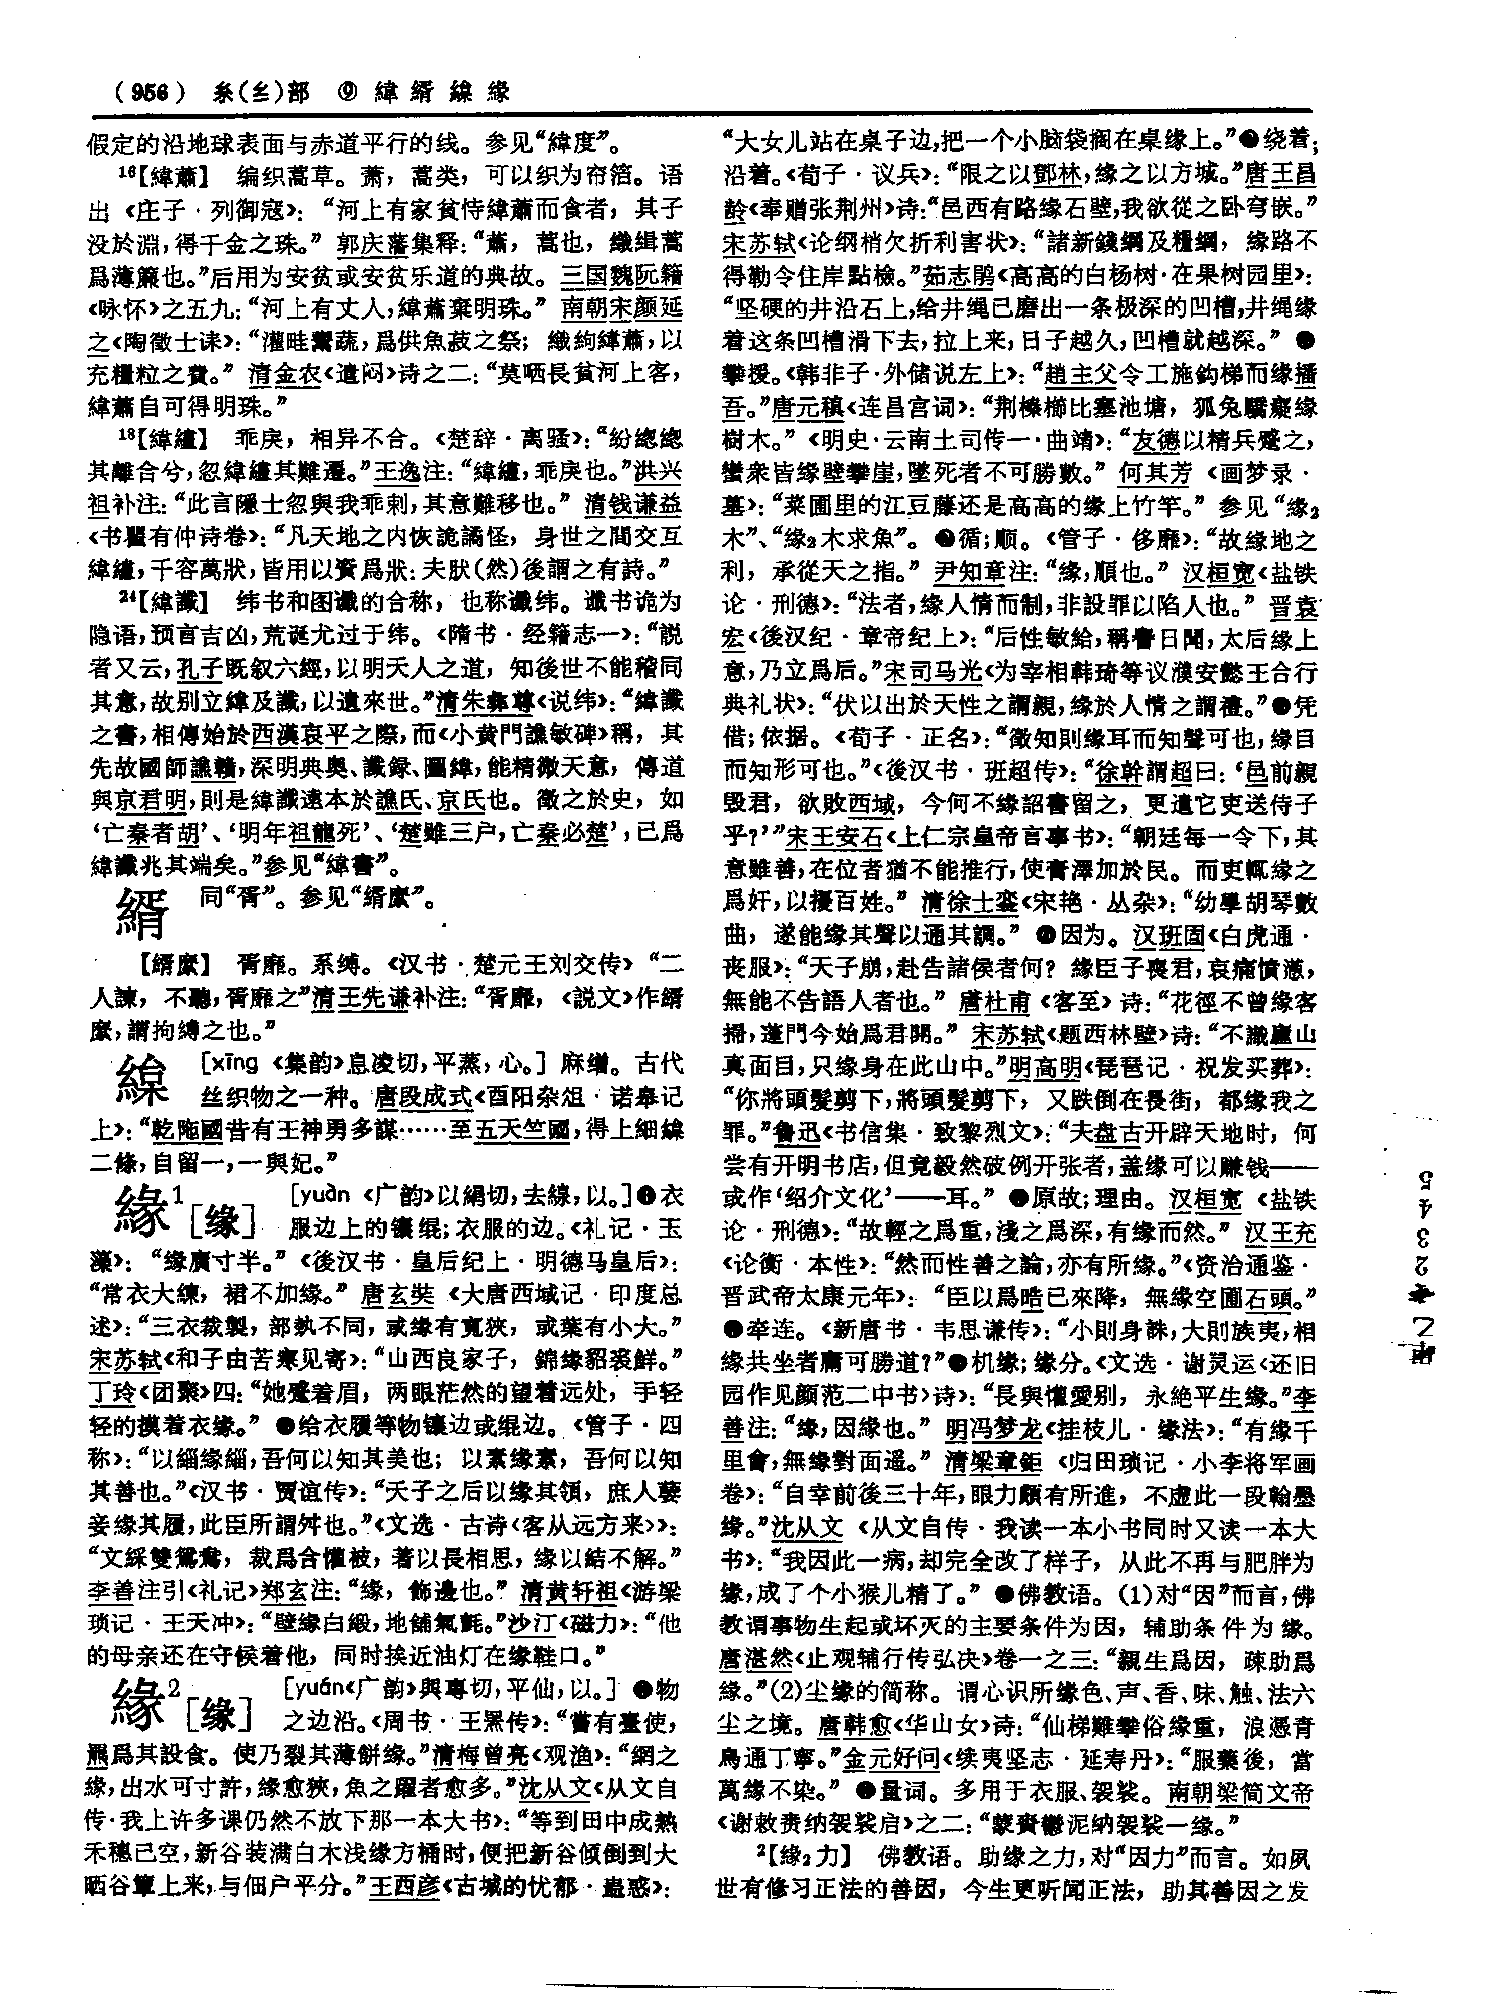 (956) 糸(纟)部 ⑨ 緯縃縩緣
假定的沿地球表面与赤道平行的线。参见“緯度”。
¹⁶【緯蕭】 编织蒿草。萧,蒿类,可以织为帘箔。语
出《庄子·列御寇》:“河上有家貧恃緯蕭而食者,其子
没於淵,得千金之珠。”郭庆藩集释:“蕭,蒿也,織缉蒿
爲薄簾也。”后用为安贫或安贫乐道的典故。三国魏阮籍
《咏怀》之五九:“河上有丈人,緯蕭棄明珠。”南朝宋颜延
之《陶徵士诔》:“灌畦鬻蔬,爲供魚菽之祭;織絇緯蕭,以
充糧粒之費。”清金农《遣闷》诗之二:“莫哂長貧河上客,
緯蕭自可得明珠。”
¹⁸【緯繣】 乖戾,相异不合。《楚辞·离骚》:“紛總總
其離合兮,忽緯繣其難遷。”王逸注:“緯繣,乖戾也。”洪兴
祖补注:“此言隱士忽與我乖剌,其意難移也。”清钱谦益
《书瞿有仲诗卷》:“凡天地之内恢詭譎怪,身世之間交互
緯繣,千容萬狀,皆用以資爲狀:夫肰(然)後謂之有詩。”
²⁴【緯讖】 纬书和图谶的合称,也称谶纬。谶书诡为
隐语,预言吉凶,荒诞尤过于纬。《隋书·经籍志一》:“説
者又云,孔子既叙六經,以明天人之道,知後世不能稽同
其意,故别立緯及讖,以遺來世。”清朱彝尊《说纬》:“緯讖
之書,相傳始於西漢哀平之際,而《小黄門譙敏碑》稱,其
先故國師譙贛,深明典奥、讖録、圖緯,能精微天意,傳道
與京君明,則是緯讖遠本於譙氏、京氏也。徵之於史,如
‘亡秦者胡’、‘明年祖龍死’、‘楚雖三户,亡秦必楚’,已爲
緯讖兆其端矣。”参见“緯書”。
縃 同“胥”。参见“縃縻”。
【縃縻】 胥靡。系缚。《汉书·楚元王刘交传》“二
人諫,不聽,胥靡之”清王先谦补注:“胥靡,《説文》作縃
縻,謂拘縛之也。”
[xīng《集韵》息凌切,平蒸,心。]麻缯。古代
丝织物之一种。唐段成式《酉阳杂俎·诺皋记
上》:“乾陁國昔有王神勇多謀……至五天竺國,得上細
二條,自留一,一與妃。”
緣¹[缘] [yuàn《广韵》以絹切,去線,以。]❶衣
服边上的镶绲;衣服的边。《礼记·玉
藻》:“緣廣寸半。”《後汉书·皇后纪上·明德马皇后》:
“常衣大練,裙不加緣。”唐玄奘《大唐西域记·印度总
述》:“三衣裁製,部執不同,或緣有寬狹,或葉有小大。”
宋苏轼《和子由苦寒见寄》:“山西良家子,錦緣貂裘鮮。”
丁玲《团聚》四:“她蹙着眉,两眼茫然的望着远处,手轻
轻的摸着衣缘。”❷给衣履等物镶边或绲边。《管子·四
称》:“以緇緣緇,吾何以知其美也;以素緣素,吾何以知
其善也。”《汉书·贾谊传》:“天子之后以緣其領,庶人孽
妾緣其履,此臣所謂舛也。”《文选·古诗〈客从远方来〉》:
“文綵雙鴛鴦,裁爲合懽被,著以長相思,緣以結不解。”
李善注引《礼记》郑玄注:“緣,飾邊也。”清黄轩祖《游梁
琐记·王天冲》:“壁緣白緞,地舖氣氈。”沙汀《磁力》:“他
的母亲还在守候着他,同时挨近油灯在缘鞋口。”
緣²[缘] [yuán《广韵》與專切,平仙,以。]❶物
之边沿。《周书·王罴传》:“嘗有臺使,
羆爲其設食。使乃裂其薄餅緣。”清梅曾亮《观渔》:“網之
緣,出水可寸許,緣愈狹,魚之躍者愈多。”沈从文《从文自
传·我上许多课仍然不放下那一本大书》:“等到田中成熟
禾穗已空,新谷装满白木浅缘方桶时,便把新谷倾倒到大
晒谷簟上来,与佃户平分。”王西彦《古城的忧郁·蛊惑》:
“大女儿站在桌子边,把一个小脑袋搁在桌缘上。”❷绕着;
沿着。《荀子·议兵》:“限之以鄧林,緣之以方城。”唐王昌
龄《奉赠张荆州》诗:“邑西有路緣石壁,我欲從之卧穹嵌。”
宋苏轼《论纲梢欠折利害状》:“諸新錢綱及糧綱,緣路不
得勒令住岸點檢。”茹志鹃《高高的白杨树·在果树园里》:
“坚硬的井沿石上,给井绳已磨出一条极深的凹槽,井绳缘
着这条凹槽滑下去,拉上来,日子越久,凹槽就越深。”❸
攀援。《韩非子·外储说左上》:“趙主父令工施鈎梯而緣播
吾。”唐元稹《连昌宫词》:“荆榛櫛比塞池塘,狐兔驕癡緣
樹木。”《明史·云南土司传一·曲靖》:“友德以精兵蹙之,
蠻衆皆緣壁攀崖,墜死者不可勝數。”何其芳《画梦录·
墓》:“菜圃里的江豆藤还是高高的缘上竹竿。”参见“緣₂
木”、“緣₂木求魚”。❹循;顺。《管子·侈靡》:“故緣地之
利,承從天之指。”尹知章注:“緣,順也。”汉桓宽《盐铁
论·刑德》:“法者,緣人情而制,非設罪以陷人也。”晋袁
宏《後汉纪·章帝纪上》:“后性敏給,稱譽日聞,太后緣上
意,乃立爲后。”宋司马光《为宰相韩琦等议濮安懿王合行
典礼状》:“伏以出於天性之謂親,緣於人情之謂禮。”❺凭
借;依据。《荀子·正名》:“徵知則緣耳而知聲可也,緣目
而知形可也。”《後汉书·班超传》:“徐幹謂超曰:‘邑前親
毁君,欲敗西域,今何不緣詔書留之,更遣它吏送侍子
乎?’”宋王安石《上仁宗皇帝言事书》:“朝廷每一令下,其
意雖善,在位者猶不能推行,使膏澤加於民。而吏輒緣之
爲奸,以擾百姓。”清徐士銮《宋艳·丛杂》:“幼學胡琴數
曲,遂能緣其聲以通其調。”❻因为。汉班固《白虎通·
丧服》:“天子崩,赴告諸侯者何?緣臣子喪君,哀痛憤懑,
無能不告語人者也。”唐杜甫《客至》诗:“花徑不曾緣客
掃,蓬門今始爲君開。”宋苏轼《题西林壁》诗:“不識廬山
真面目,只緣身在此山中。”明高明《琵琶记·祝发买葬》:
“你將頭髮剪下,將頭髮剪下,又跌倒在長街,都緣我之
罪。”鲁迅《书信集·致黎烈文》:“夫盘古开辟天地时,何
尝有开明书店,但竟毅然破例开张者,盖缘可以赚钱——
或作‘绍介文化’——耳。”❼原故;理由。汉桓宽《盐铁
论·刑德》:“故輕之爲重,淺之爲深,有緣而然。”汉王充
《论衡·本性》:“然而性善之論,亦有所緣。”《资治通鉴·
晋武帝太康元年》:“臣以爲晧已來降,無緣空圍石頭。”
❽牵连。《新唐书·韦思谦传》:“小則身誅,大則族夷,相
緣共坐者庸可勝道?”❾机缘;缘分。《文选·谢灵运〈还旧
园作见颜范二中书〉诗》:“長與懽愛别,永絶平生緣。”李
善注:“緣,因緣也。”明冯梦龙《挂枝儿·缘法》:“有緣千
里會,無緣對面遥。”清梁章鉅《归田琐记·小李将军画
卷》:“自幸前後三十年,眼力頗有所進,不虚此一段翰墨
緣。”沈从文《从文自传·我读一本小书同时又读一本大
书》:“我因此一病,却完全改了样子,从此不再与肥胖为
缘,成了个小猴儿精了。”❿佛教语。(1)对“因”而言,佛
教谓事物生起或坏灭的主要条件为因,辅助条件为缘。
唐湛然《止观辅行传弘决》卷一之三:“親生爲因,疎助爲
緣。”(2)尘缘的简称。谓心识所缘色、声、香、味、触、法六
尘之境。唐韩愈《华山女》诗:“仙梯難攀俗緣重,浪憑青
鳥通丁寧。”金元好问《续夷坚志·延寿丹》:“服藥後,當
萬緣不染。”⓫量词。多用于衣服、袈裟。南朝梁简文帝
《谢敕赉纳袈裟启》之二:“蒙賚鬱泥纳袈裟一緣。”
²【緣₂力】 佛教语。助缘之力,对“因力”而言。如夙
世有修习正法的善因,今生更听闻正法,助其善因之发